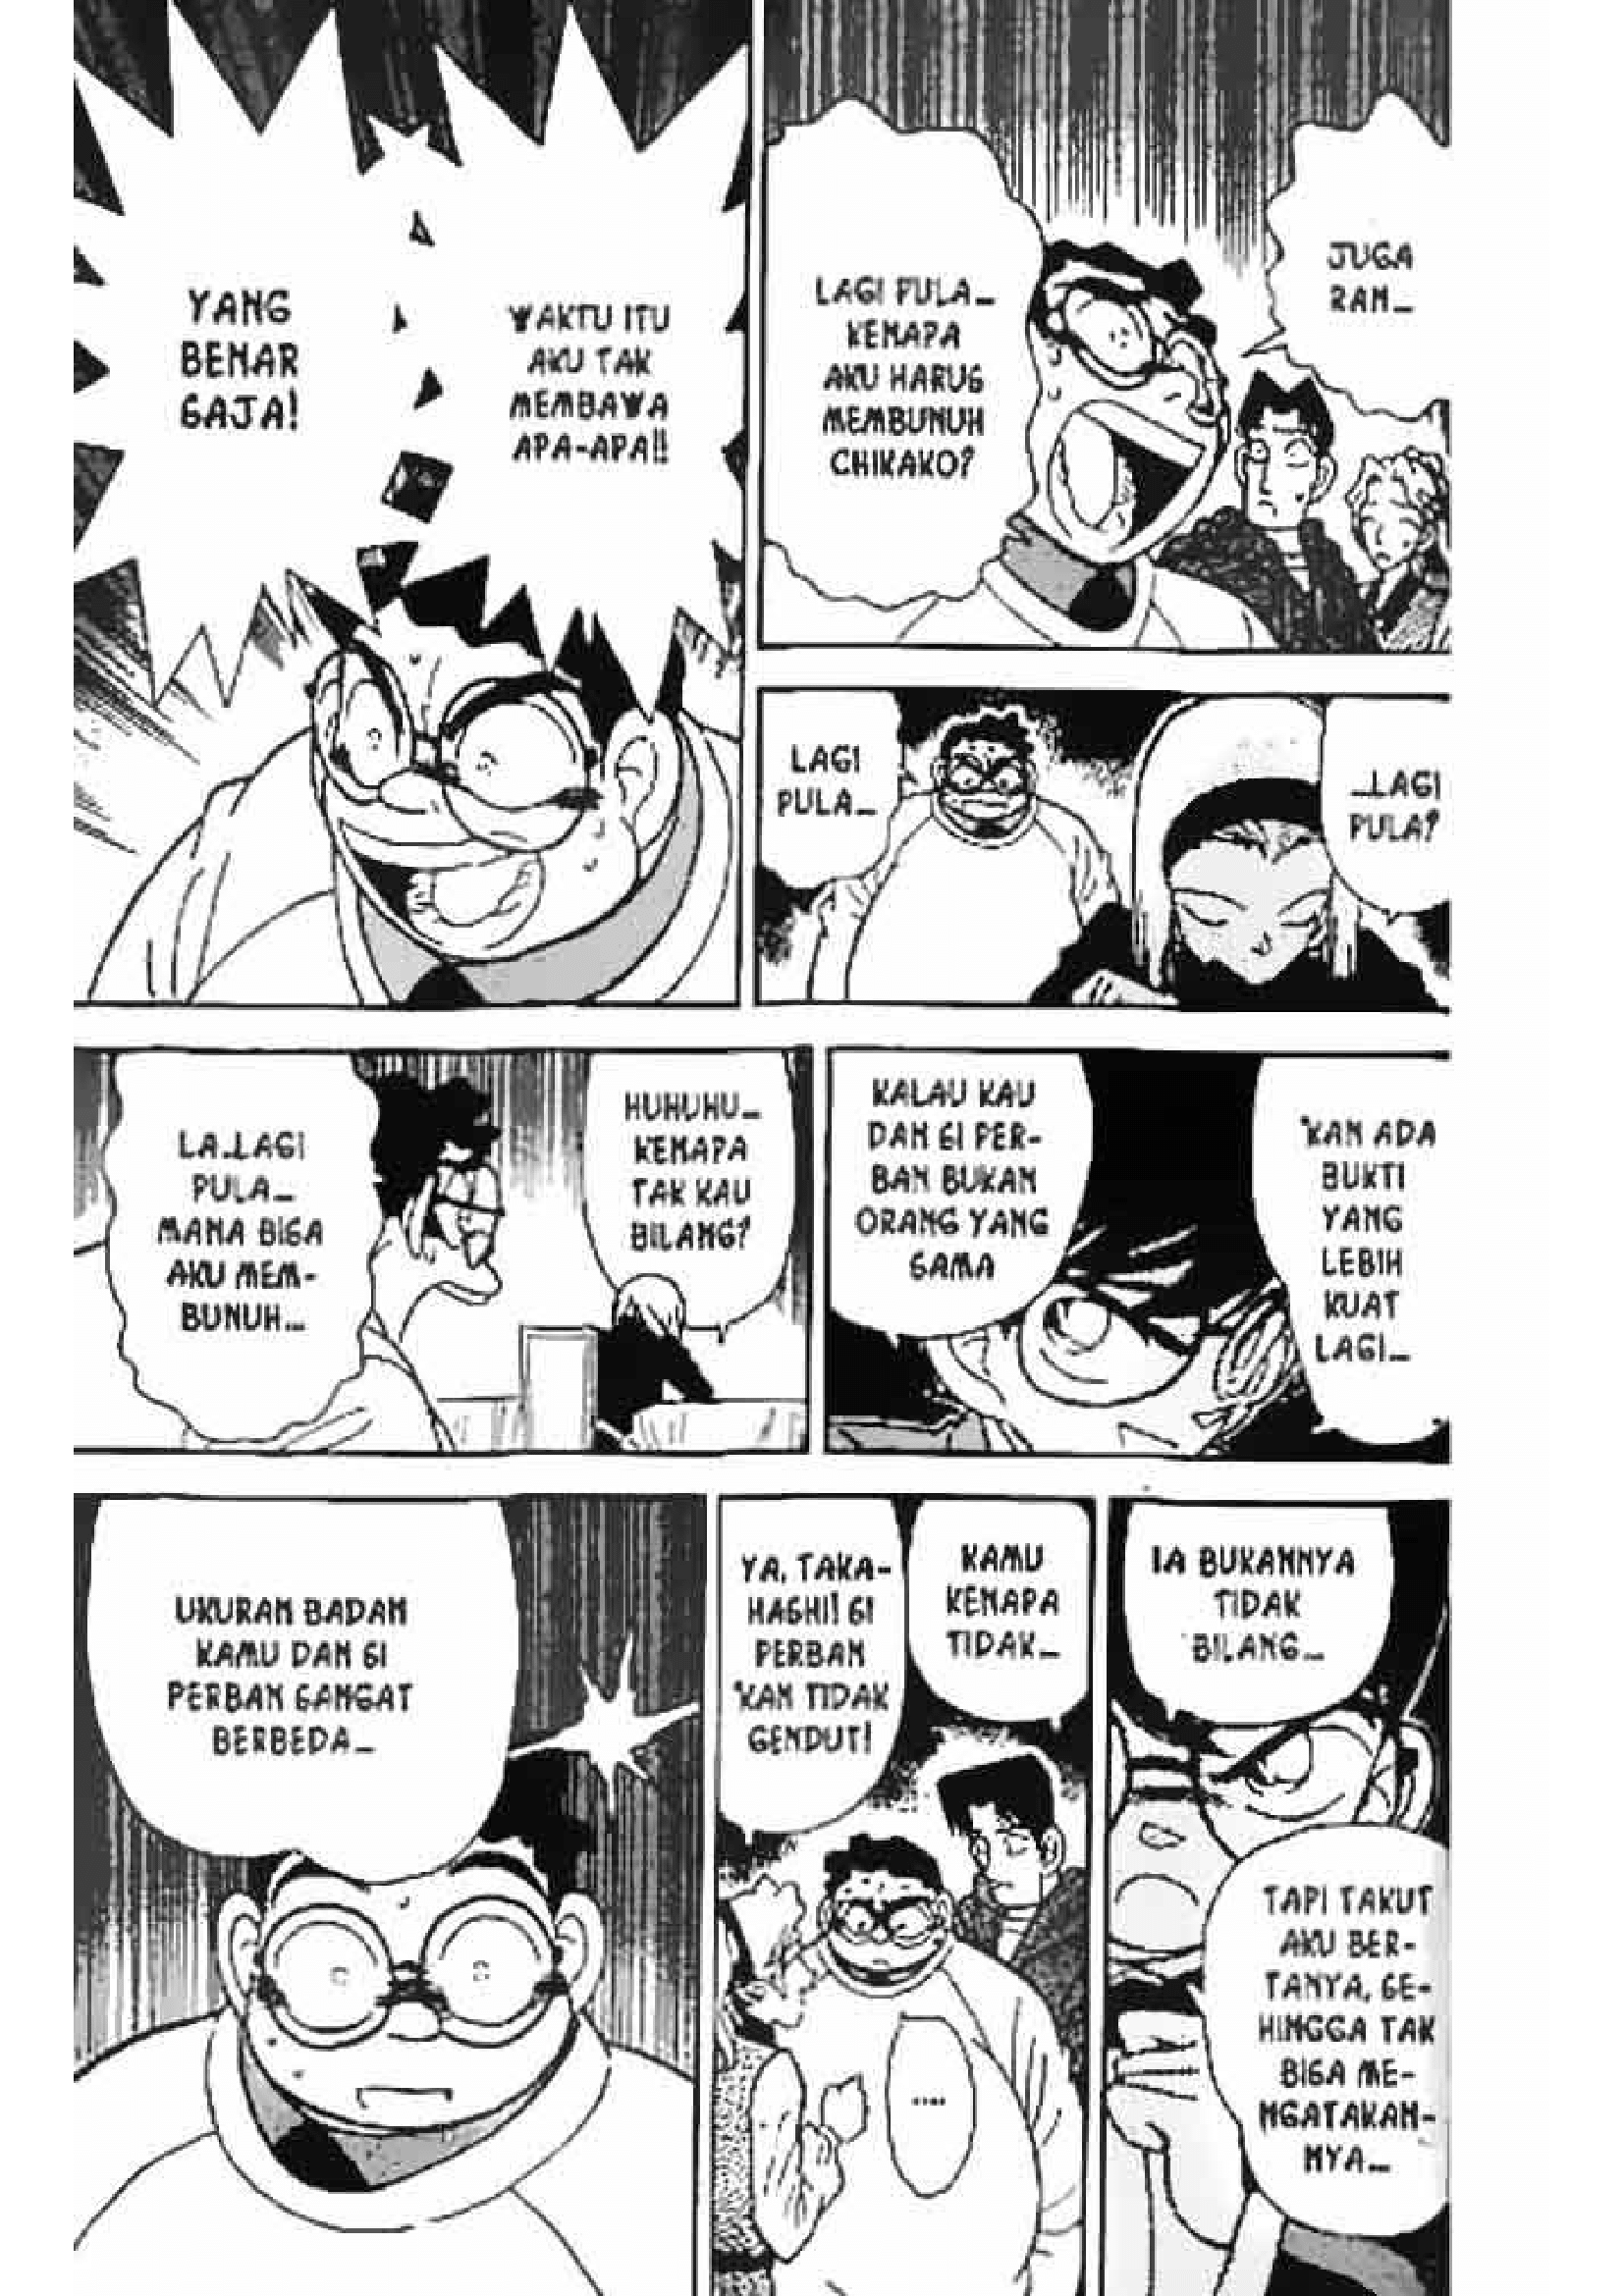 JUGA
RAN...
LAGI PULA...
KENAPA
AKU HARUS
MEMBUNUH
CHIKAKO?
...LAGI
PULA?
LAGI
PULA...
WAKTU ITU
AKU TAK
MEMBAWA
APA-APA!!
YANG
BENAR
SAJA!
'KAN ADA
BUKTI
YANG
LEBIH
KUAT
LAGI...
KALAU KAU
DAN SI PER-
BAN BUKAN
ORANG YANG
SAMA
HUHUHU...
KENAPA
TAK KAU
BILANG?
LA..LAGI
PULA...
MANA BISA
AKU MEM-
BUNUH...
IA BUKANNYA
TIDAK
BILANG...
TAPI TAKUT
AKU BER-
TANYA, SE-
HINGGA TAK
BISA ME-
NGATAKAN-
NYA...
KAMU
KENAPA
TIDAK...
YA, TAKA-
HASHI! SI
PERBAN
'KAN TIDAK
GENDUT!
....
UKURAN BADAN
KAMU DAN SI
PERBAN SANGAT
BERBEDA...